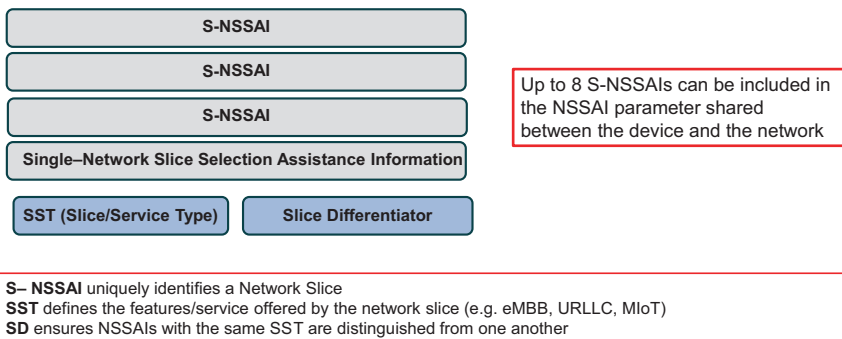 S-NSSAI
S-NSSAI
S-NSSAI
Single–Network Slice Selection Assistance Information
SST (Slice/Service Type)
Slice Differentiator
Up to 8 S-NSSAIs can be included in
the NSSAI parameter shared
between the device and the network
S– NSSAI uniquely identifies a Network Slice
SST defines the features/service offered by the network slice (e.g. eMBB, URLLC, MIoT)
SD ensures NSSAIs with the same SST are distinguished from one another